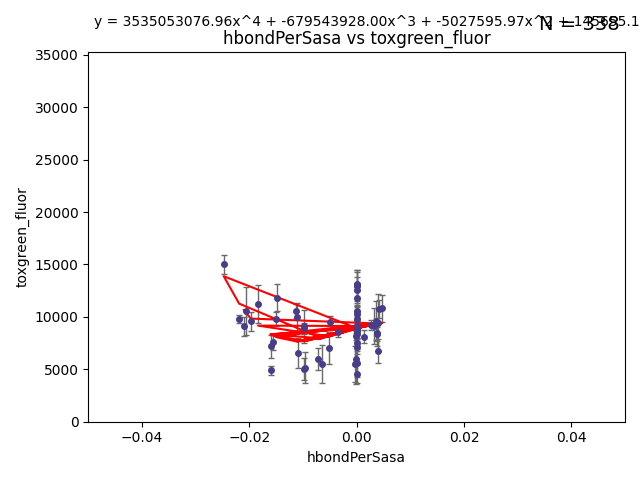 y = 3535053076.96x^4 + -679543928.00x^3 + -5027595.97x^2 +
N = 338
hbondPerSasa vs toxgreen_fluor
toxgreen_fluor
35000
30000
25000
20000
15000
10000
5000
0
−0.04
−0.02
0.00
0.02
0.04
hbondPerSasa